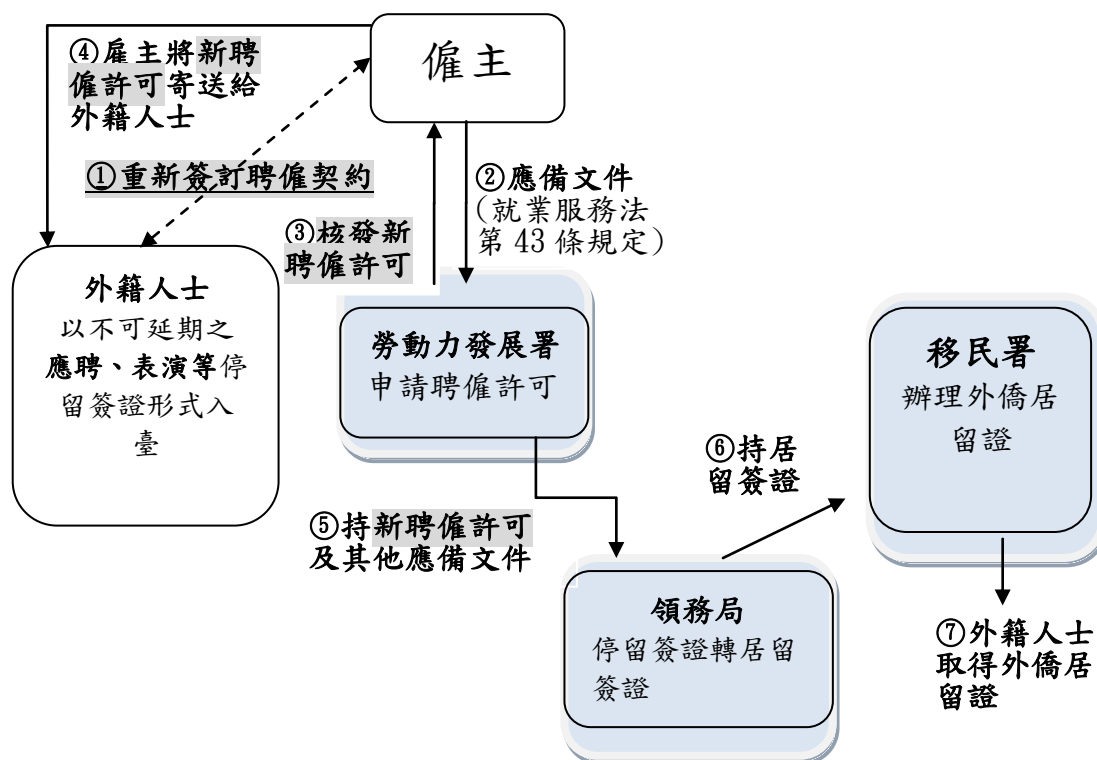 僱主
④雇主將新聘
僱許可寄送給
外籍人士
①重新簽訂聘僱契約
②應備文件
(就業服務法
第 43 條規定)
③核發新
聘僱許可
外籍人士
以不可延期之
應聘、表演等停
留簽證形式入
臺
勞動力發展署
申請聘僱許可
⑤持新聘僱許可
及其他應備文件
領務局
停留簽證轉居留
簽證
⑥持居
留簽證
移民署
辦理外僑居
留證
⑦外籍人士
取得外僑居
留證